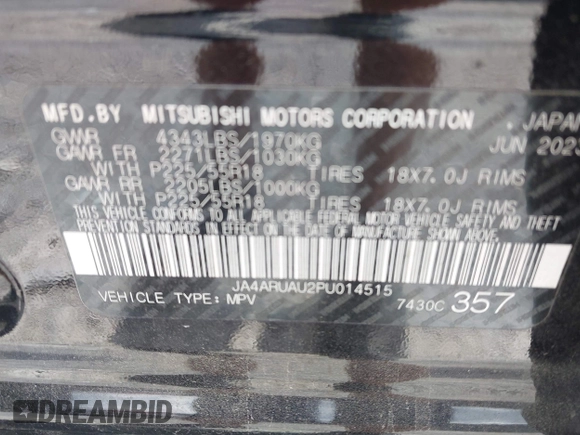 MFD.BY MITSUBISHI MOTORS CORPORATION , JAPAN
GVWR 4343LBS/1970KG JUN 2023
GAWR FR 2271LBS/1030KG
WITH P225/55R18 TIRES 18X7.0J RIMS
GAWR RR 2205LBS/1000KG
WITH P225/55R18 TIRES 18X7.0J RIMS
THIS VEHICLE CONFORMS TO ALL APPLICABLE FEDERAL MOTOR VEHICLE SAFETY AND THEFT
PREVENTION STANDARDS IN EFFECT ON THE DATE OF MANUFACTURE SHOWN ABOVE.
JA4ARUAU2PU014515
VEHICLE TYPE: MPV 7430C 357
DREAMBID